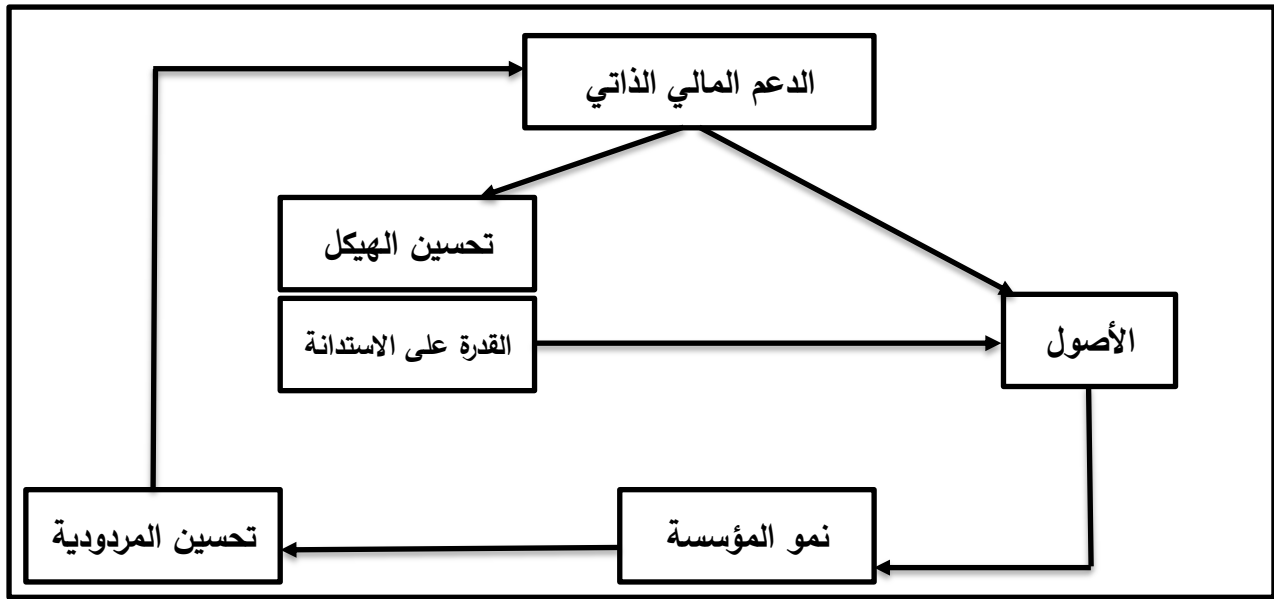 الدعم المالي الذاتي
تحسين الهيكل
القدرة على الاستدانة
الأصول
نمو المؤسسة
تحسين المردودية